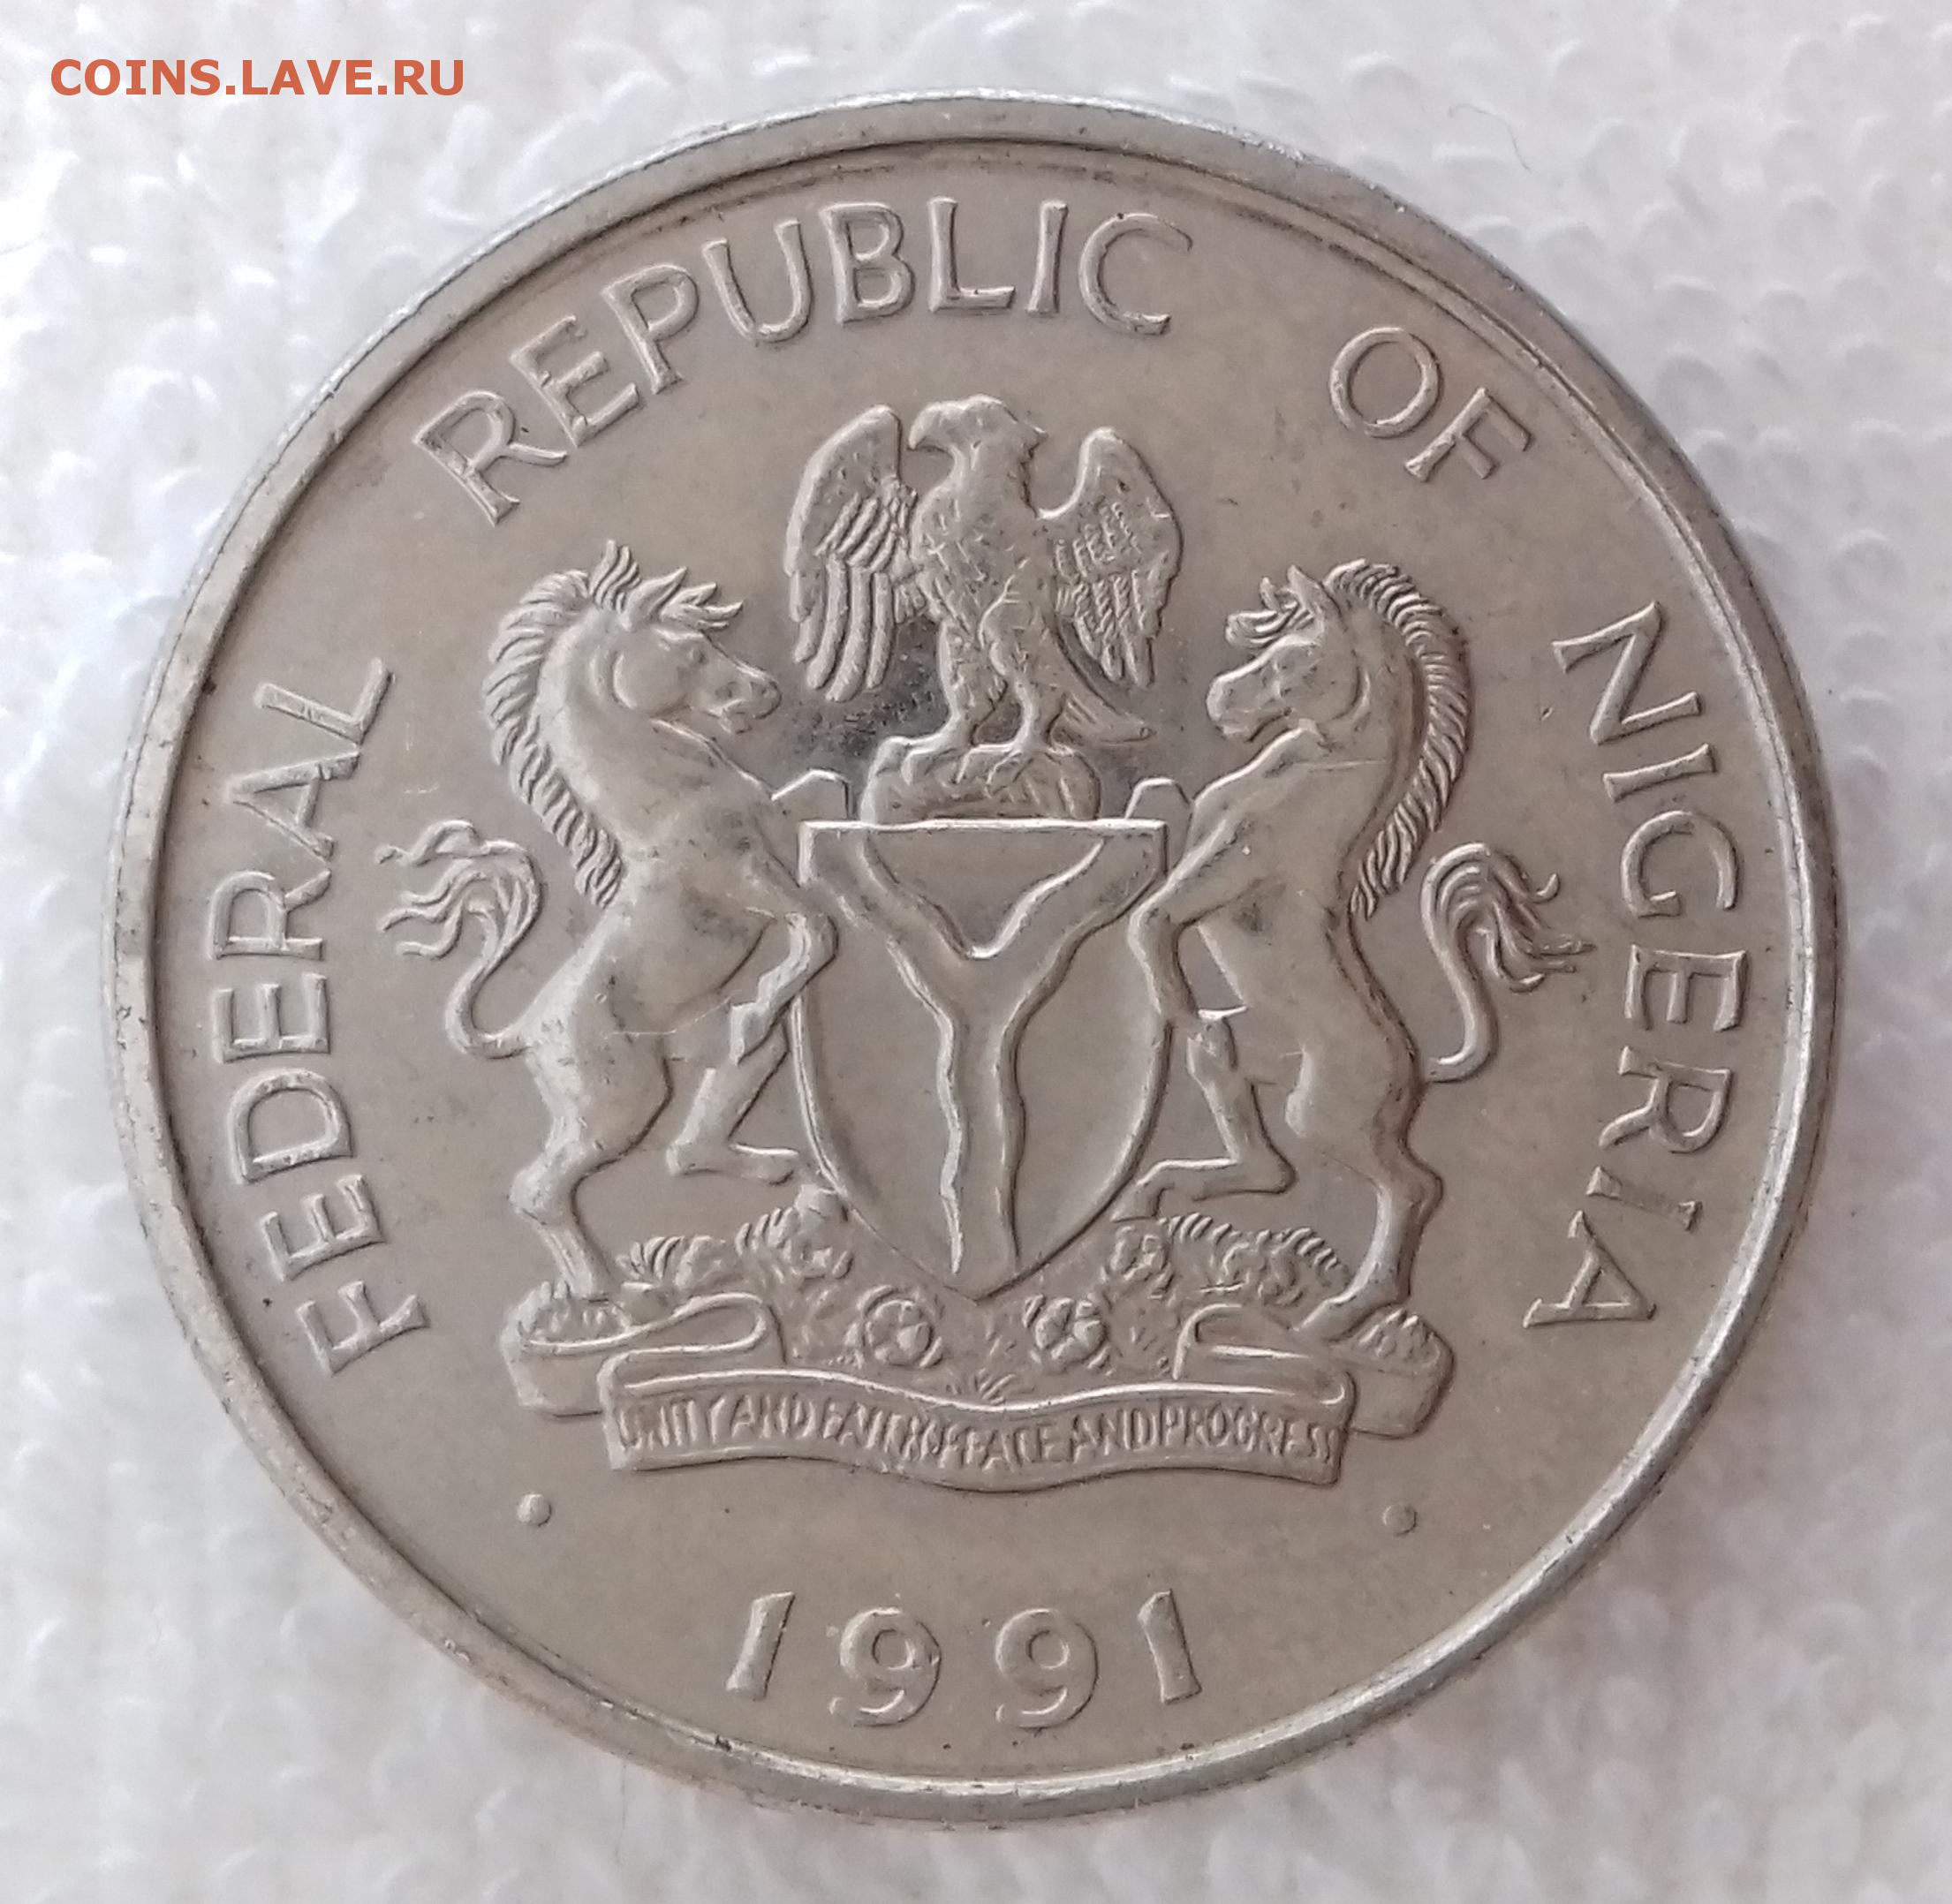 COINS.LAVE.RU
FEDERAL REPUBLIC OF NIGERIA
UNITY AND FAITH PEACE AND PROGRESS
1991